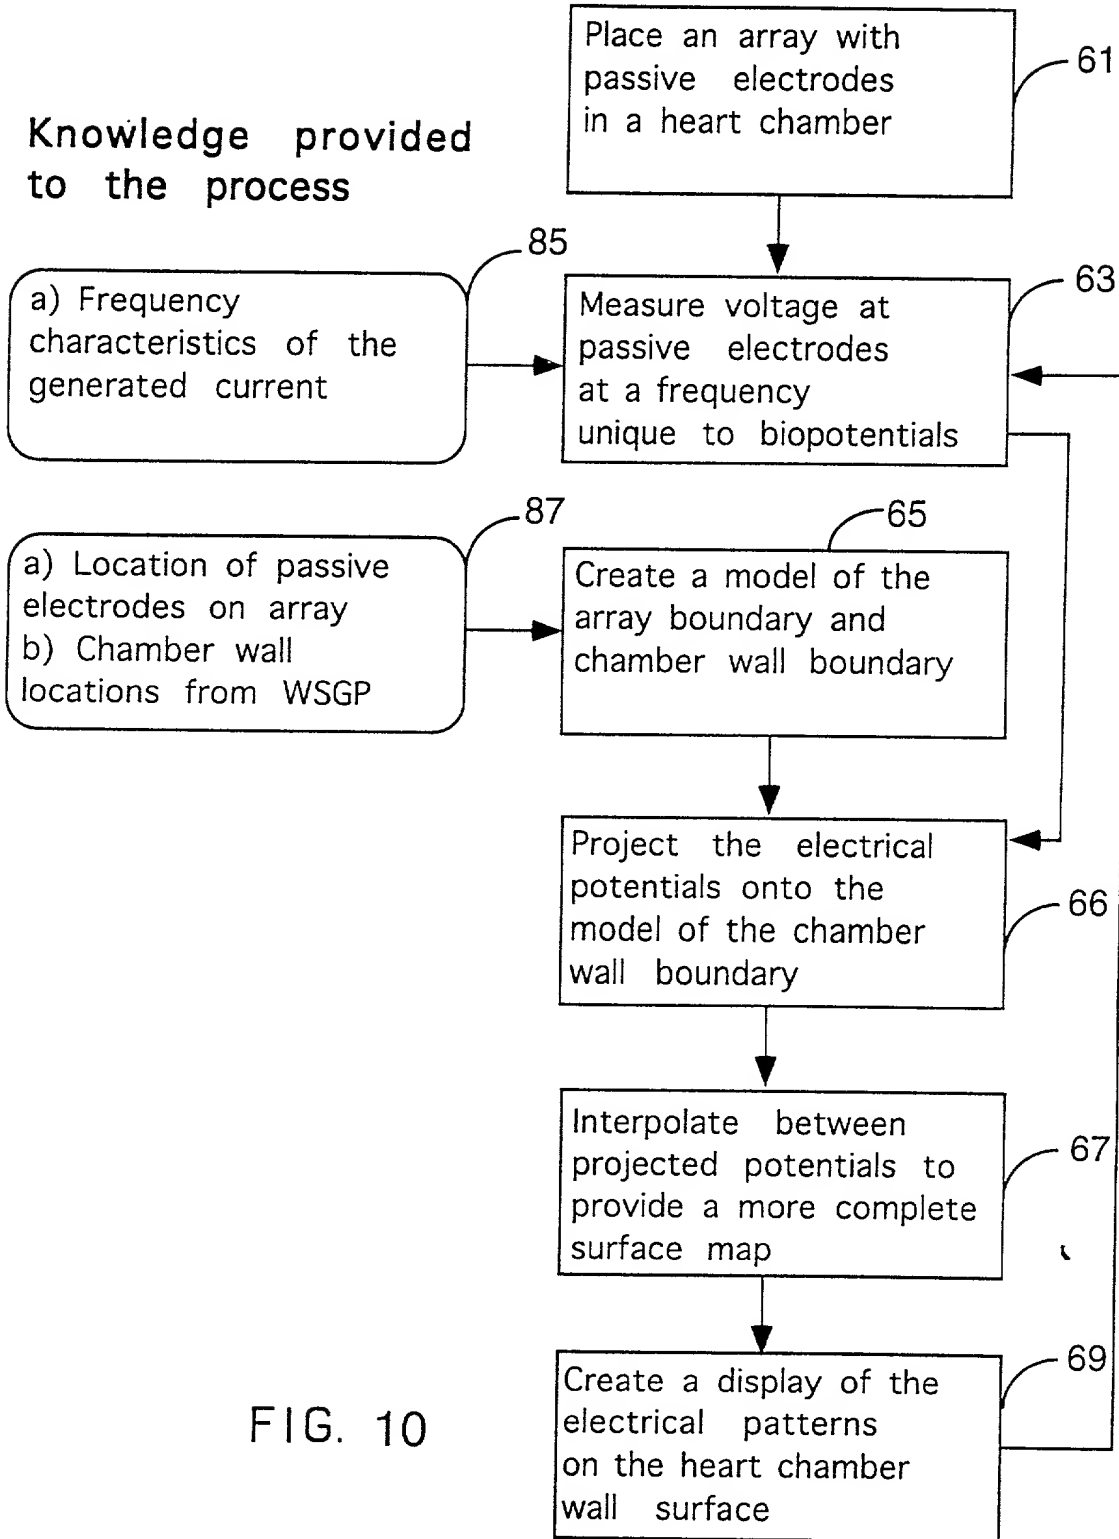 Place an array with
passive electrodes
in a heart chamber
61
Knowledge provided
to the process
85
a) Frequency
characteristics of the
generated current
Measure voltage at
passive electrodes
at a frequency
unique to biopotentials
63
87
a) Location of passive
electrodes on array
b) Chamber wall
locations from WSGP
65
Create a model of the
array boundary and
chamber wall boundary
Project the electrical
potentials onto the
model of the chamber
wall boundary
66
Interpolate between
projected potentials to
provide a more complete
surface map
67
Create a display of the
electrical patterns
on the heart chamber
wall surface
69
FIG. 10